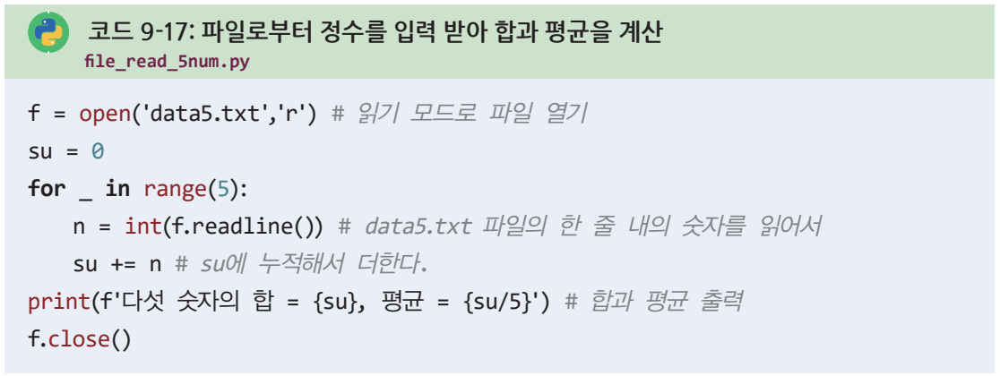 코드 9-17: 파일로부터 정수를 입력 받아 합과 평균을 계산
file_read_5num.py
f = open('data5.txt','r') # 읽기 모드로 파일 열기
su = 0
for _ in range(5):
    n = int(f.readline()) # data5.txt 파일의 한 줄 내의 숫자를 읽어서
    su += n # su에 누적해서 더한다.
print(f'다섯 숫자의 합 = {su}, 평균 = {su/5}') # 합과 평균 출력
f.close()